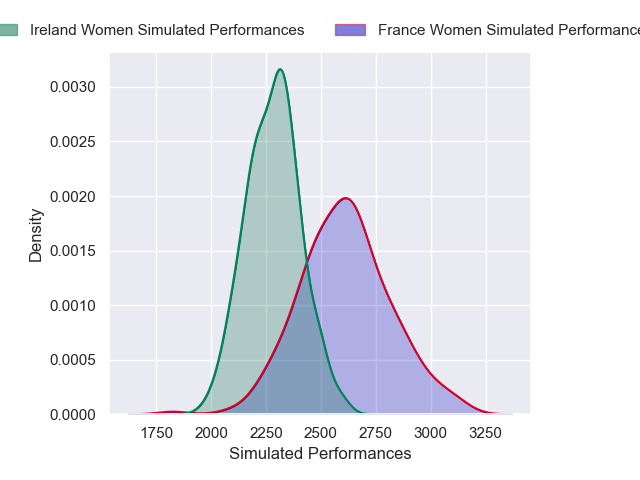 Ireland Women Simulated Performances
France Women Simulated Performance
0.0030
0.0025
0.0020
0.0015
0.0010
0.0005
0.0000
Density
1750 2000 2250 2500 2750 3000 3250
Simulated Performances